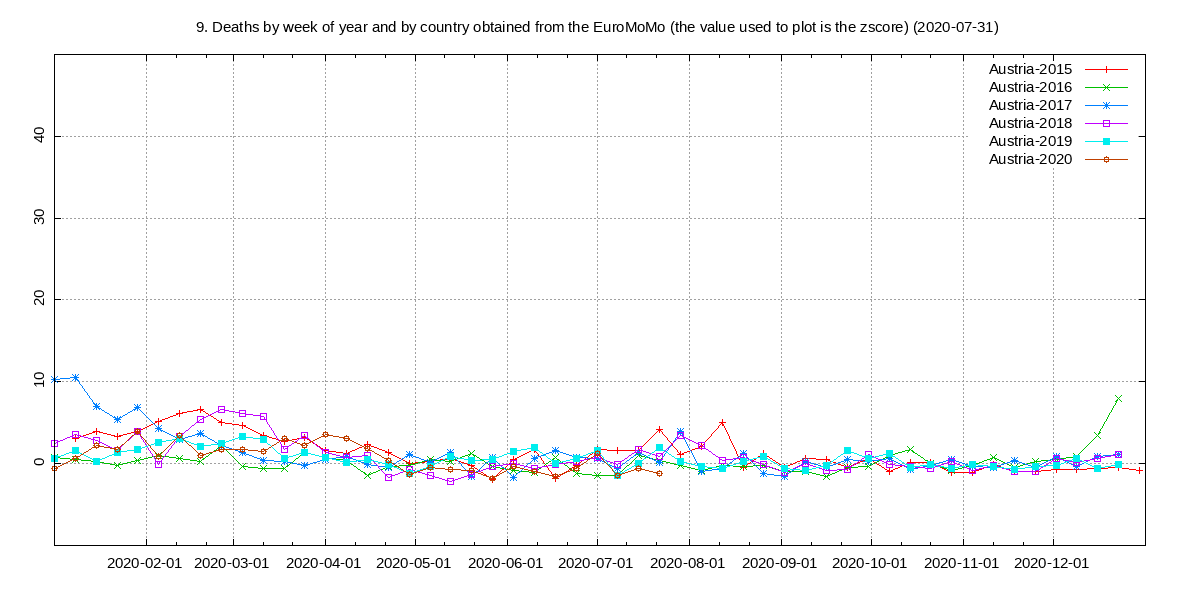 9. Deaths by week of year and by country obtained from the EuroMoMo (the value used to plot is the zscore) (2020-07-31)
Austria-2015
Austria-2016
Austria-2017
Austria-2018
Austria-2019
Austria-2020
40
30
20
10
0
2020-02-01 2020-03-01 2020-04-01 2020-05-01 2020-06-01 2020-07-01 2020-08-01 2020-09-01 2020-10-01 2020-11-01 2020-12-01